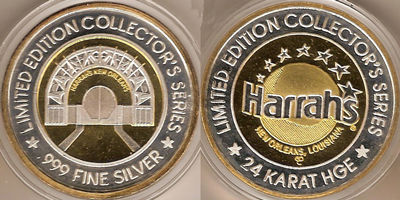 LIMITED EDITION COLLECTOR'S SERIES
HARRAH'S NEW ORLEANS
.999 FINE SILVER
LIMITED EDITION COLLECTOR'S SERIES
Harrah's
NEW ORLEANS, LOUISIANA
24 KARAT HGE